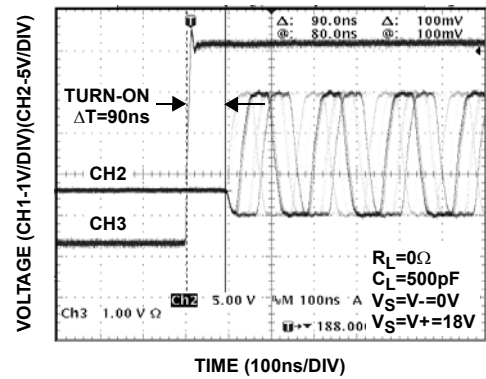 Δ: 90.0ns Δ: 100mV
@: 80.0ns @: 100mV
TURN-ON
ΔT=90ns
CH2
CH3
VOLTAGE (CH1-1V/DIV)(CH2-5V/DIV)
RL=0Ω
CL=500pF
VS=V-=0V
VS=V+=18V
Ch2 5.00 V M 100ns A
Ch3 1.00 V Ω
T 188.00
TIME (100ns/DIV)